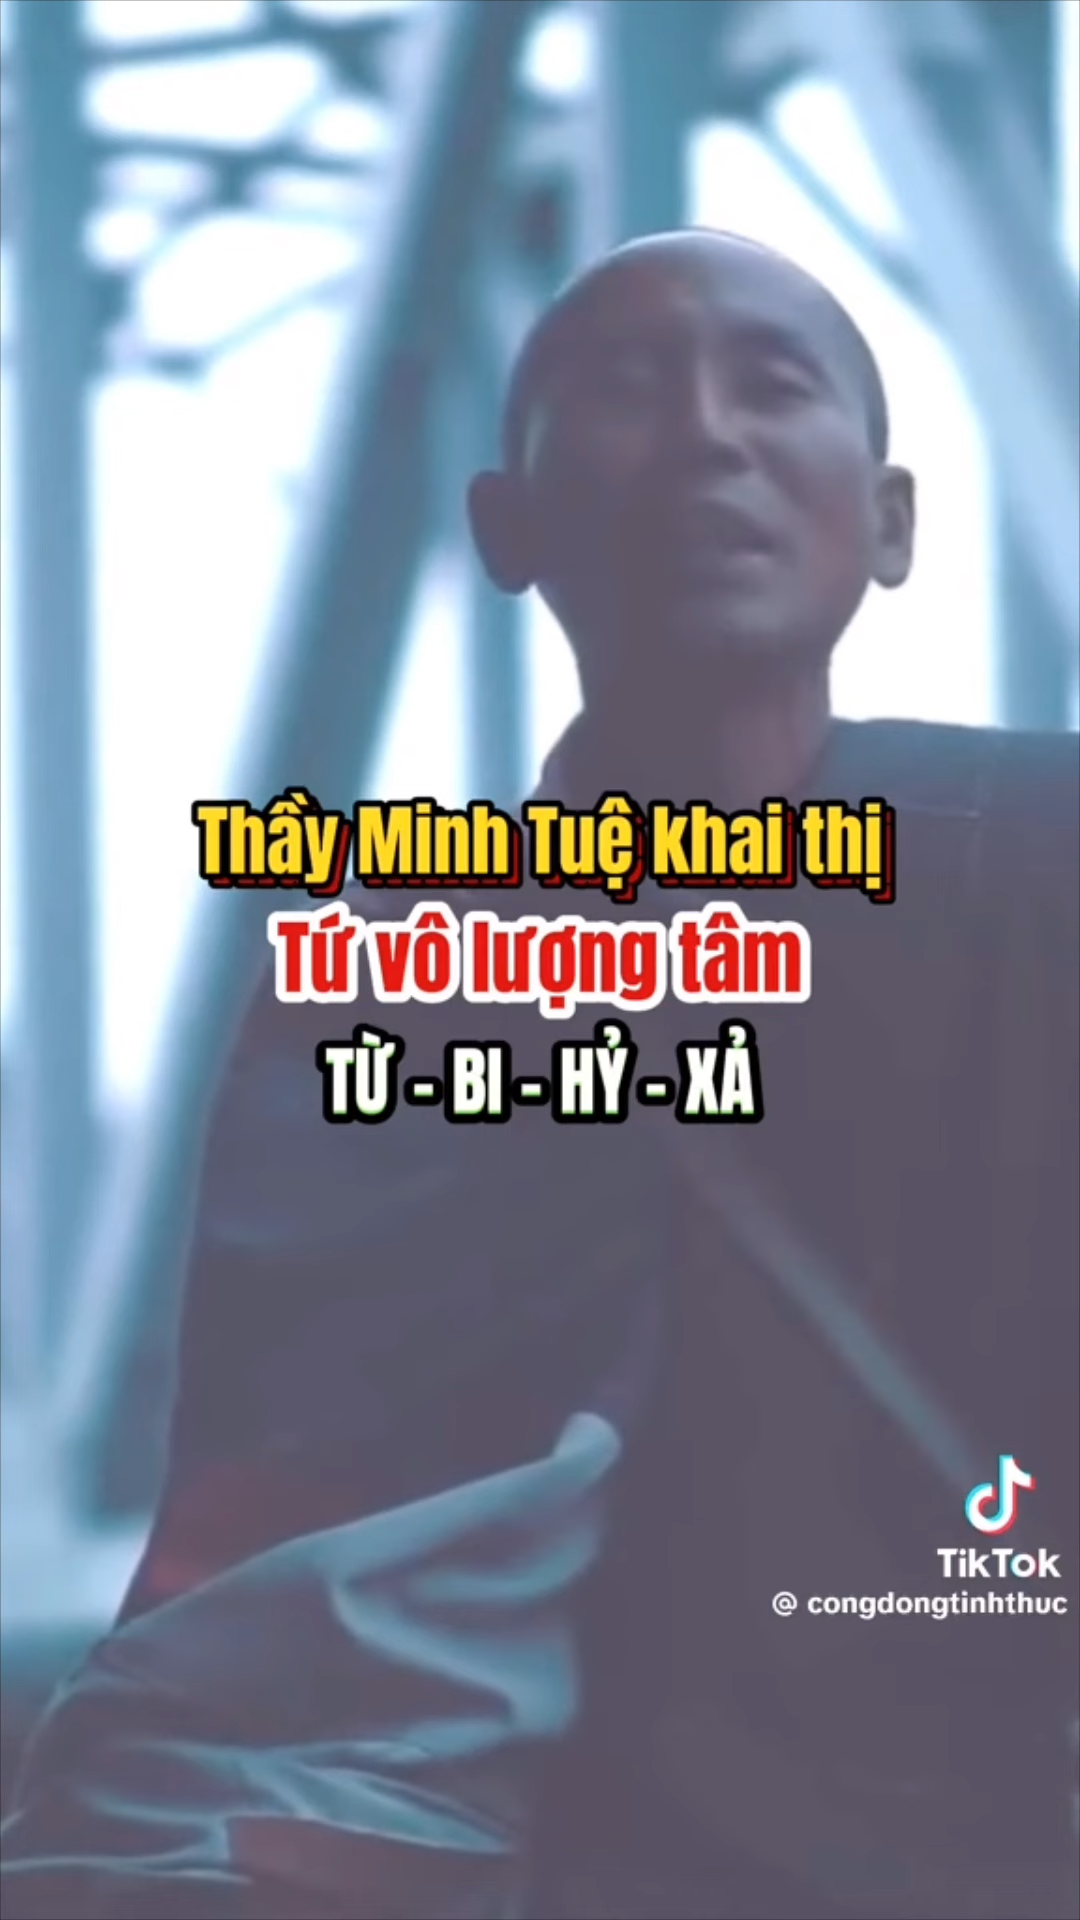 Thầy Minh Tuệ khai thị
Tứ vô lượng tâm
TỪ - BI - HỶ - XẢ
TikTok
@ congdongtinhthuc